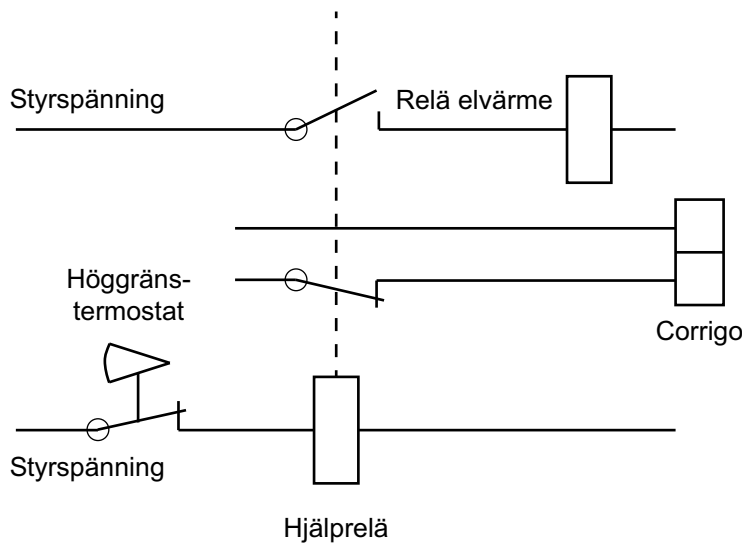 Styrspänning
Relä elvärme
Höggräns-
termostat
Corrigo
Styrspänning
Hjälprelä